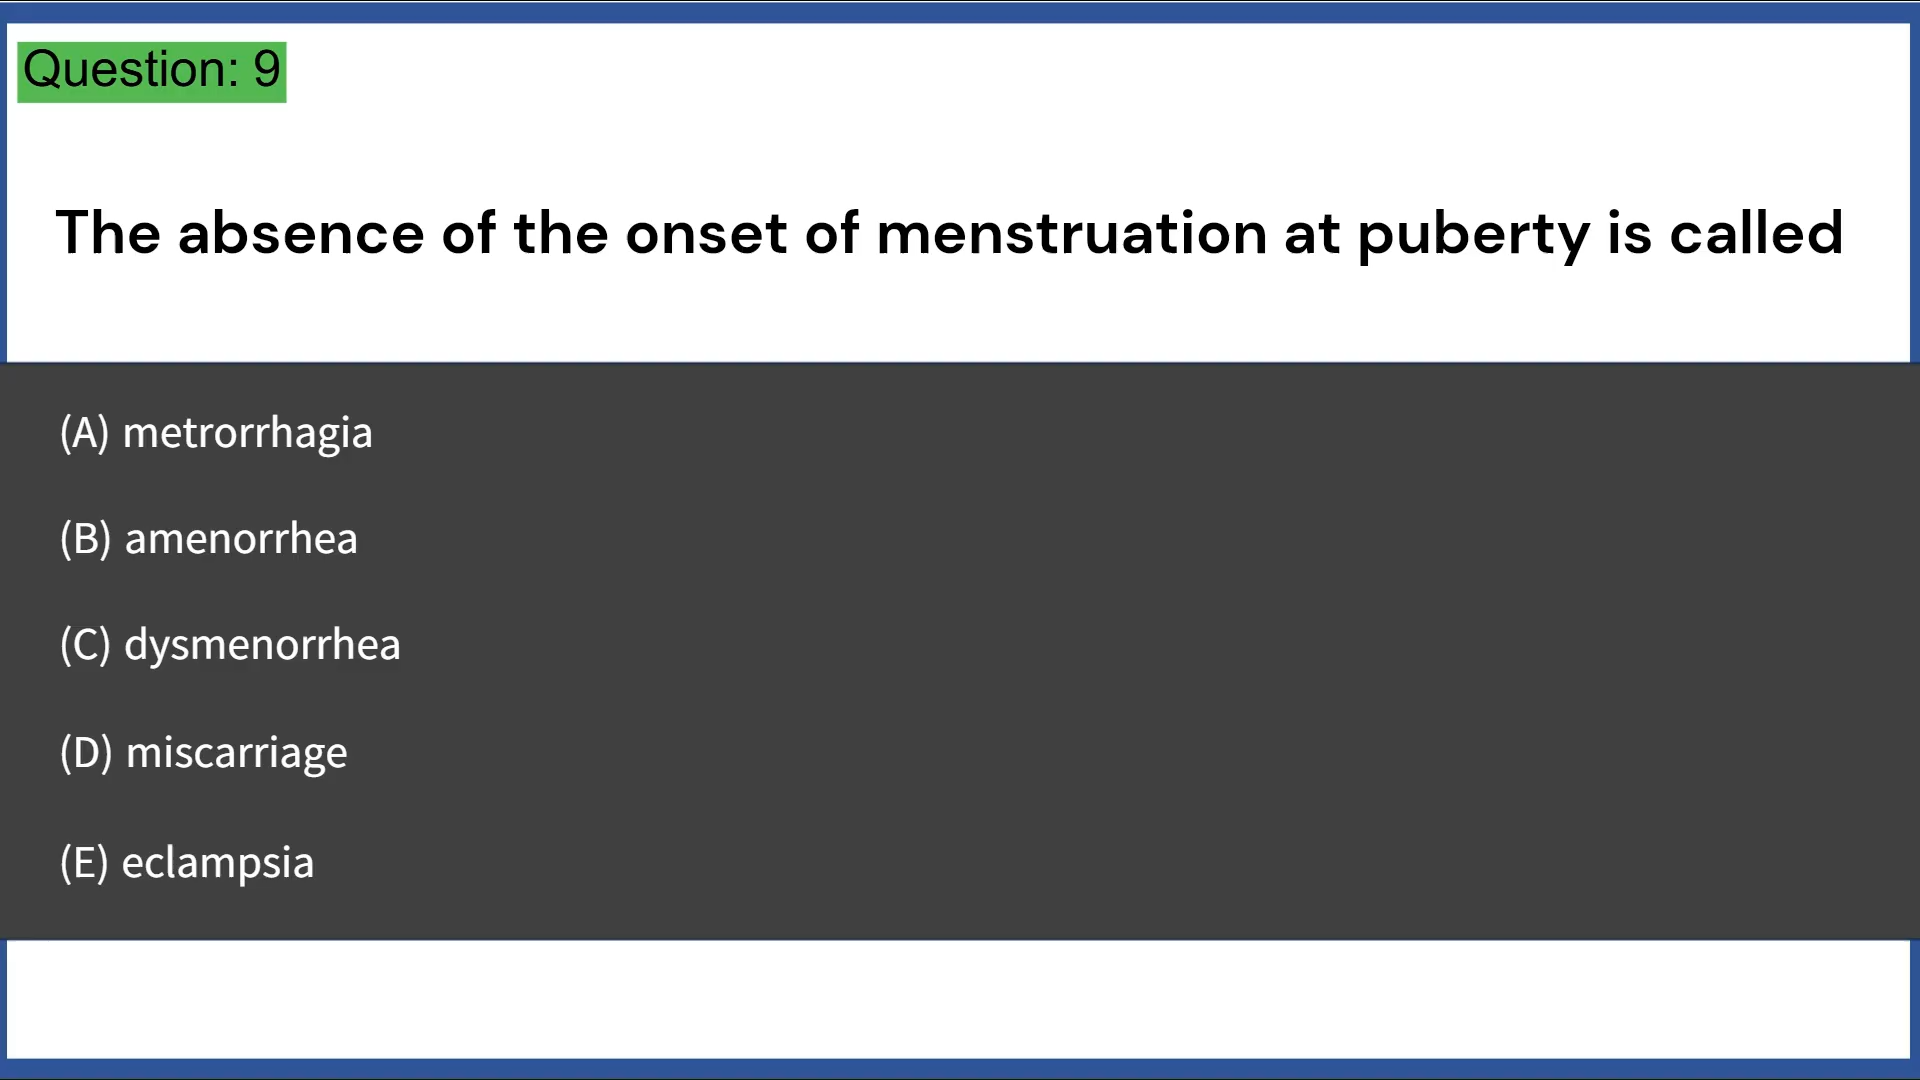 Question: 9
The absence of the onset of menstruation at puberty is called
(A) metrorrhagia
(B) amenorrhea
(C) dysmenorrhea
(D) miscarriage
(E) eclampsia